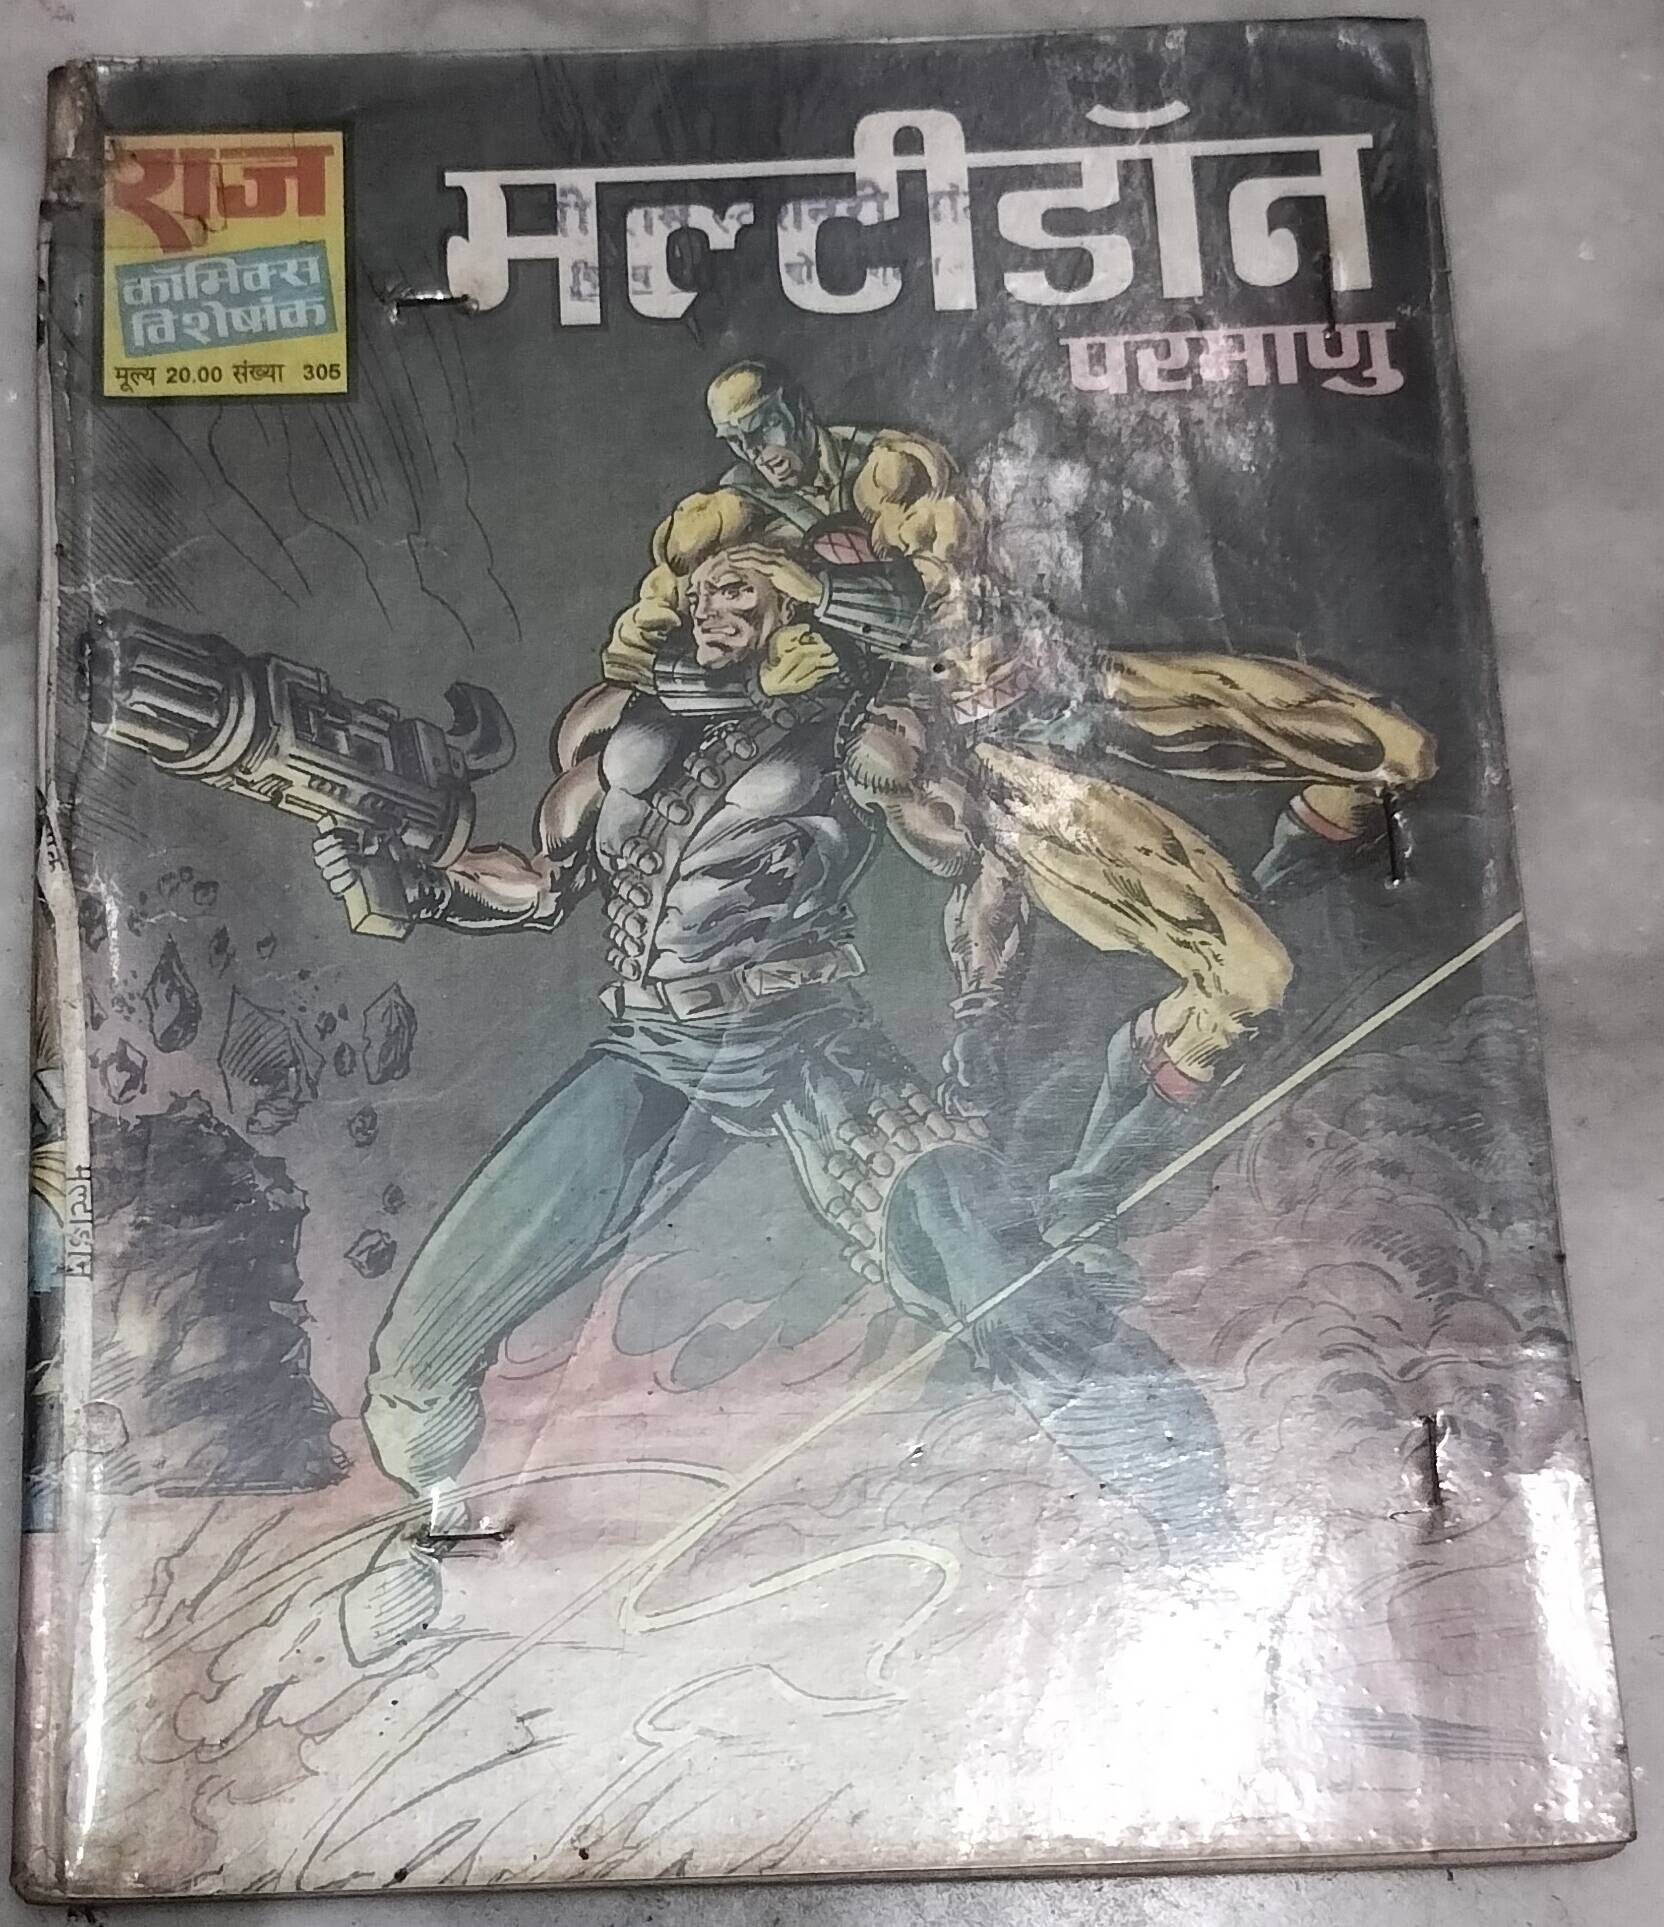 राज
कॉमिक्स
विशेषांक
मूल्य 20.00 संख्या 305
मल्टीडॉन
परमाणु